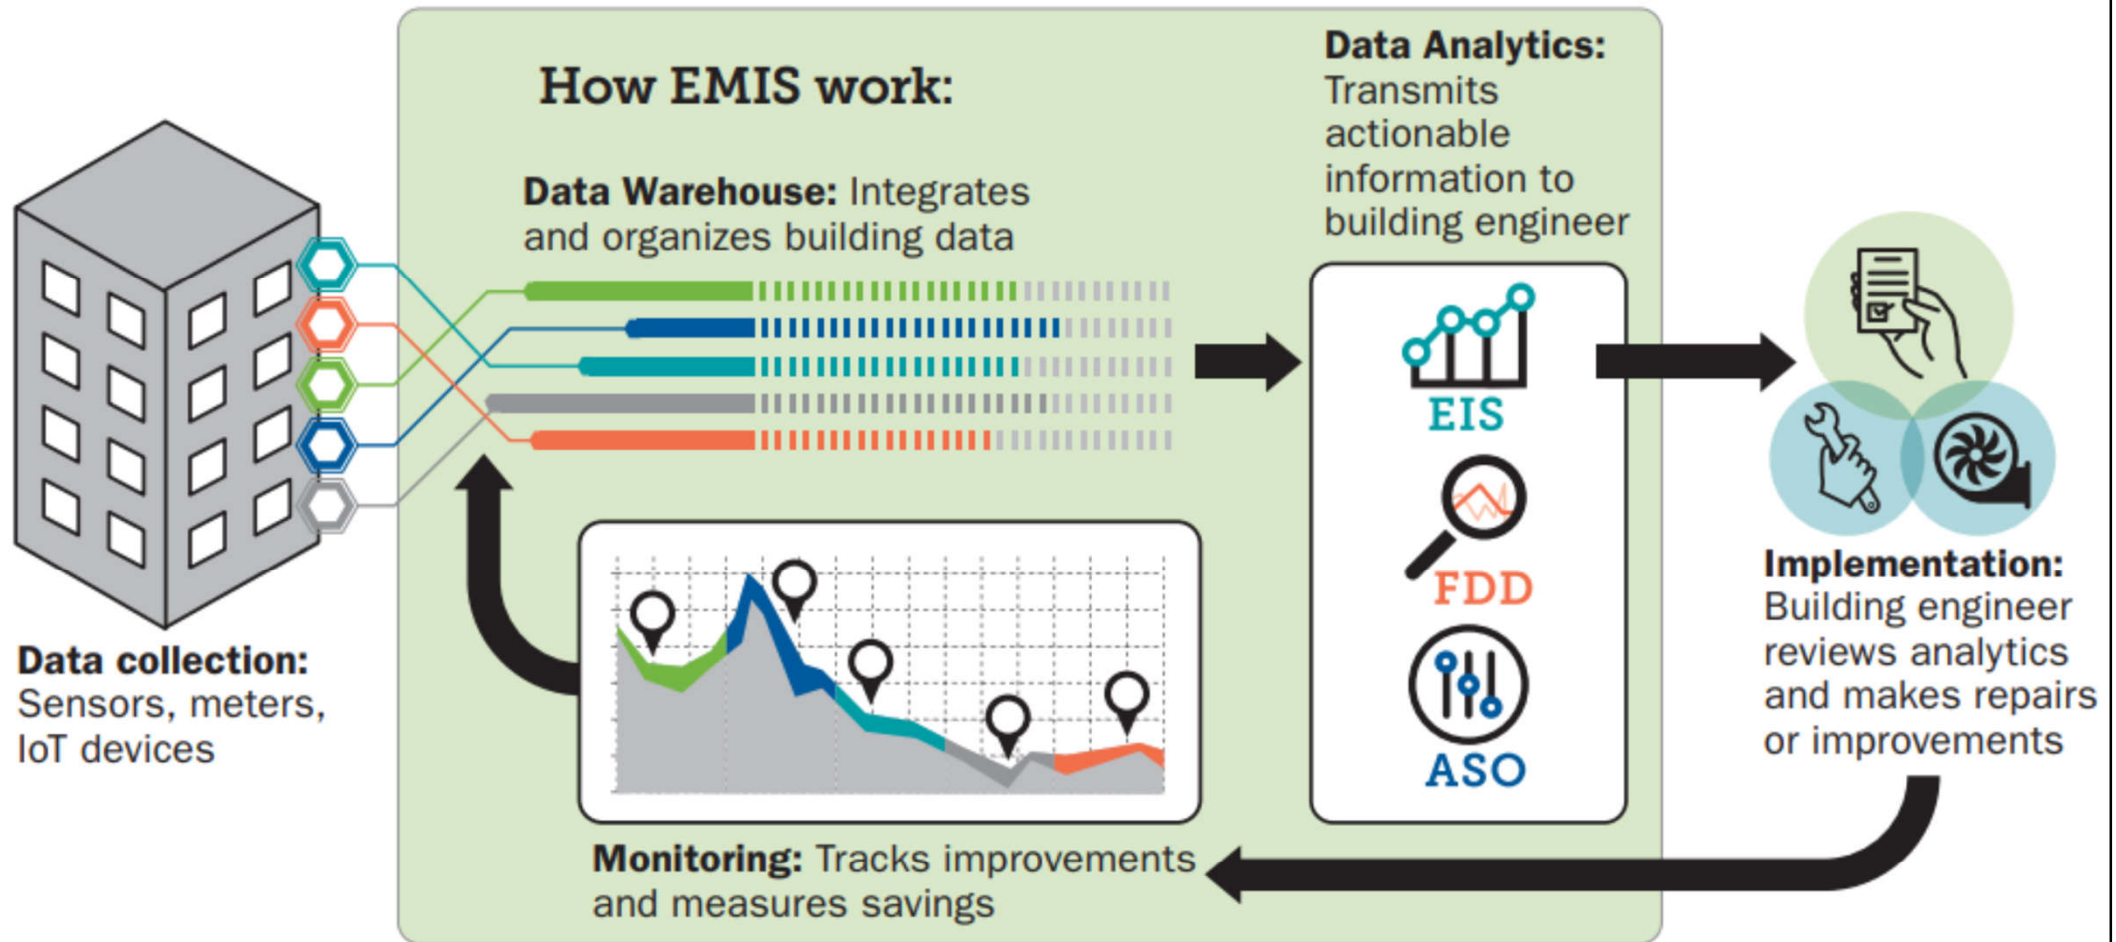 How EMIS work:
Data collection:
Sensors, meters,
IoT devices
Data Warehouse: Integrates
and organizes building data
Data Analytics:
Transmits
actionable
information to
building engineer
EIS
FDD
ASO
Implementation:
Building engineer
reviews analytics
and makes repairs
or improvements
Monitoring: Tracks improvements
and measures savings